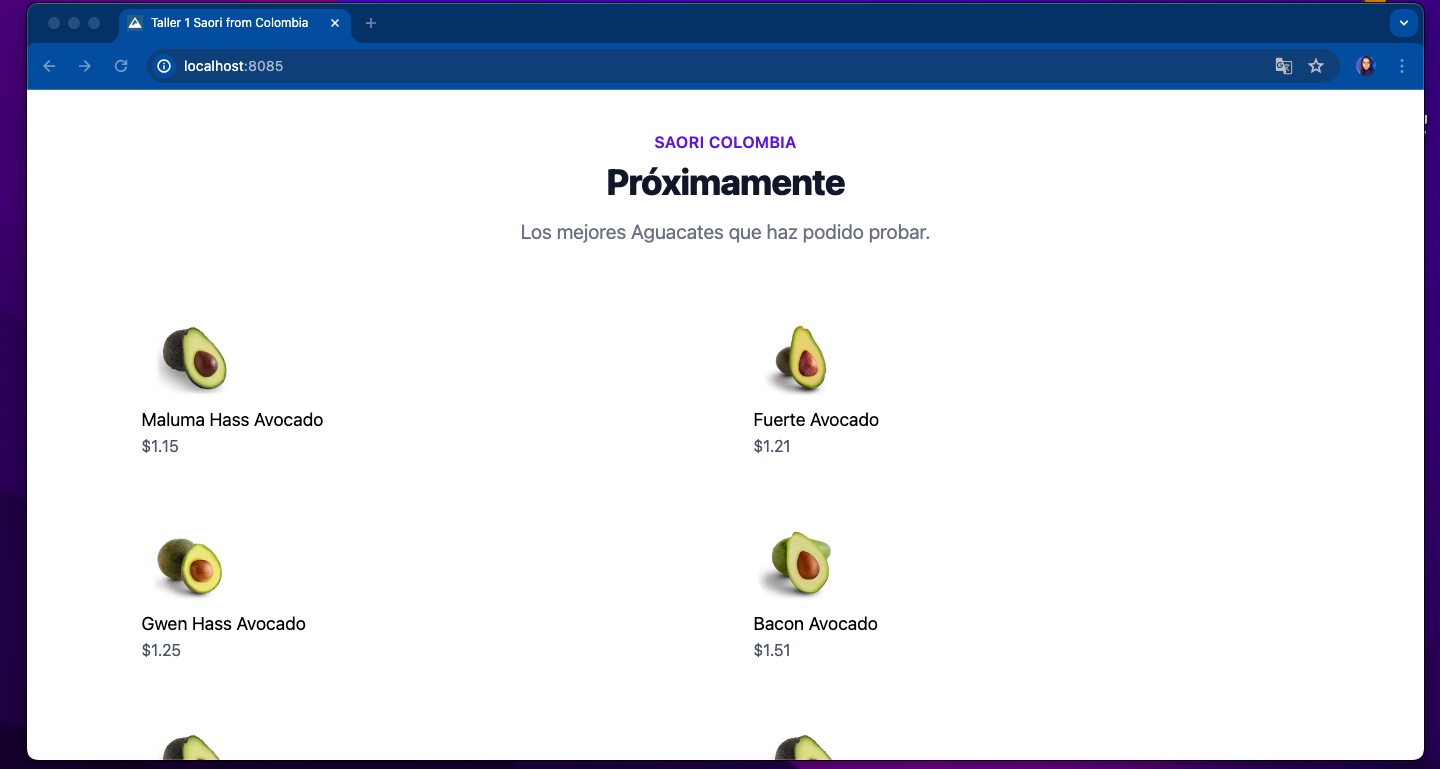 Taller 1 Saori from Colombia
localhost:8085
SAORI COLOMBIA
Próximamente
Los mejores Aguacates que haz podido probar.
Maluma Hass Avocado
$1.15
Fuerte Avocado
$1.21
Gwen Hass Avocado
$1.25
Bacon Avocado
$1.51